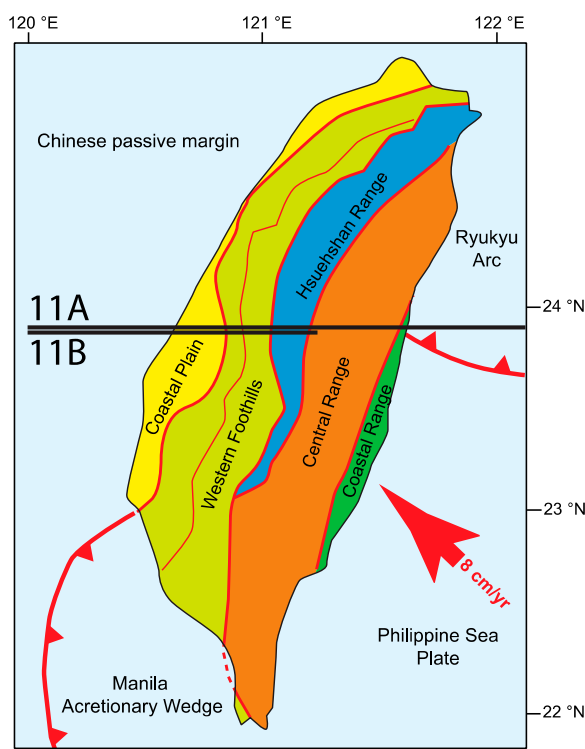 120 °E
121 °E
122 °E
Chinese passive margin
Hsuehshan Range
Ryukyu
Arc
24 °N
11A
11B
Coastal Plain
Western Foothills
Central Range
Coastal Range
23 °N
8 cm/yr
Philippine Sea
Plate
Manila
Acretionary Wedge
22 °N